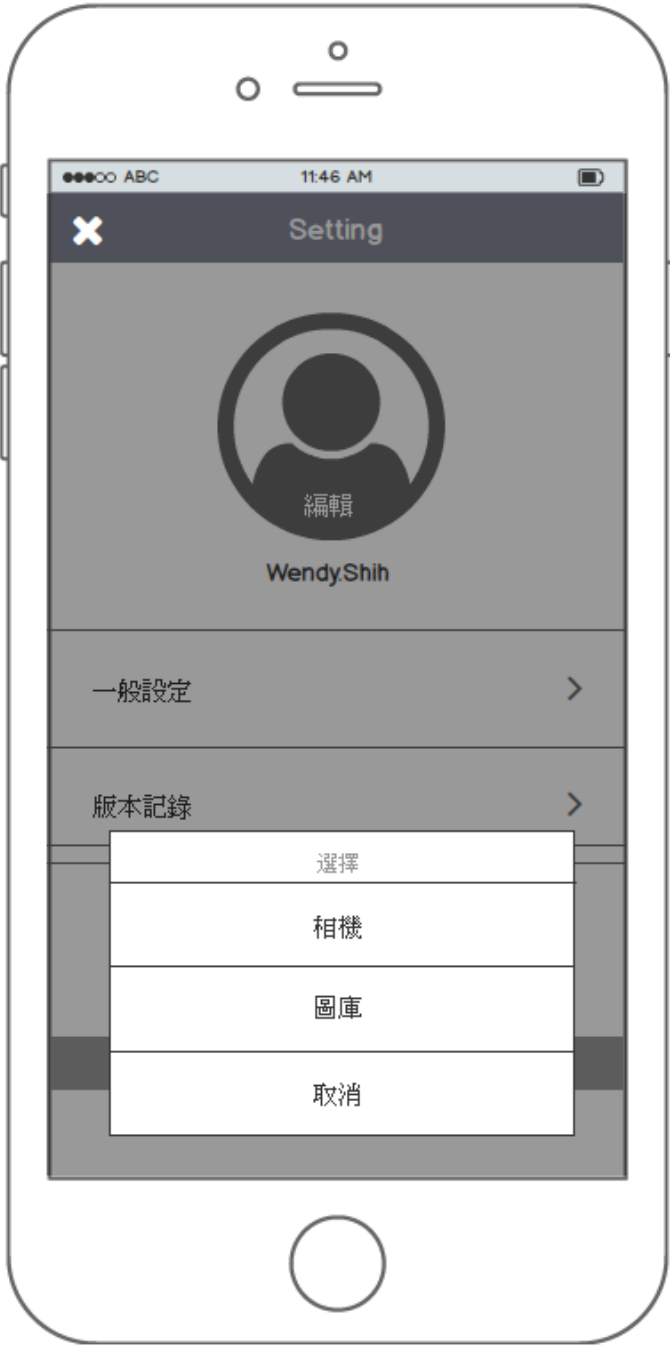 ABC 11:46 AM
Setting
編輯
Wendy.Shih
一般設定
版本記錄
選擇
相機
圖庫
取消